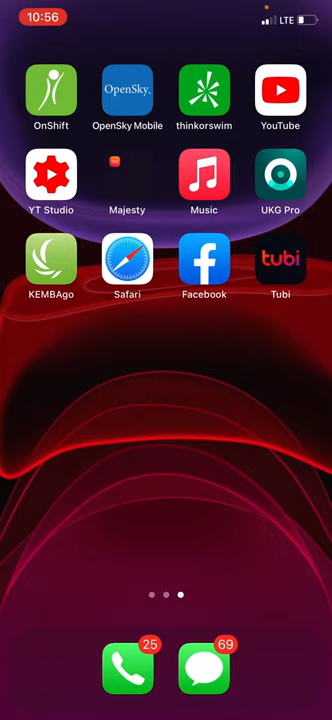 10:56
LTE
OpenSky
OnShift
OpenSky Mobile
thinkorswim
YouTube
YT Studio
Majesty
Music
UKG Pro
tubi
KEMBAgo
Safari
Facebook
Tubi
25
69